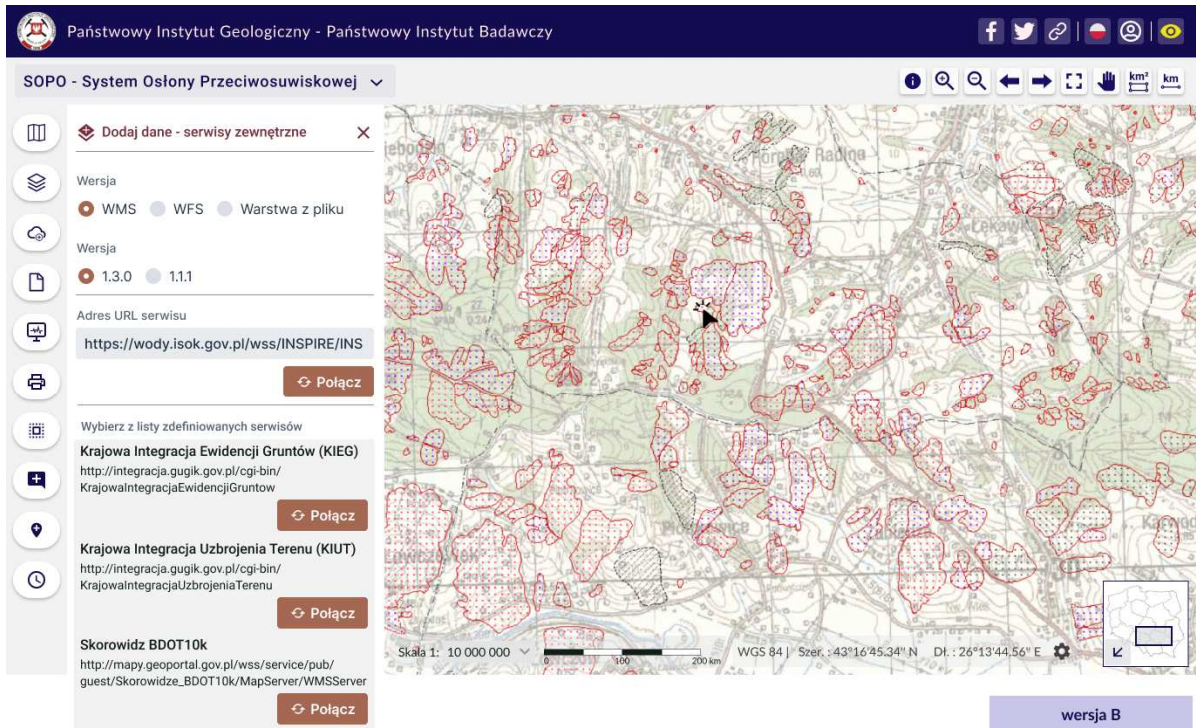 Państwowy Instytut Geologiczny - Państwowy Instytut Badawczy
SOPO - System Osłony Przeciwosuwiskowej
km²
km
Dodaj dane - serwisy zewnętrzne
Wersja
WMS WFS Warstwa z pliku
Wersja
1.3.0 1.1.1
Adres URL serwisu
https://wody.isok.gov.pl/wss/INSPIRE/INS
Połącz
Wybierz z listy zdefiniowanych serwisów
Krajowa Integracja Ewidencji Gruntów (KIEG)
http://integracja.gugik.gov.pl/cgi-bin/
KrajowaIntegracjaEwidencjiGruntow
Połącz
Krajowa Integracja Uzbrojenia Terenu (KIUT)
http://integracja.gugik.gov.pl/cgi-bin/
KrajowaIntegracjaUzbrojeniaTerenu
Połącz
Skorowidz BDOT10k
http://mapy.geoportal.gov.pl/wss/service/pub/
guest/Skorowidze_BDOT10k/MapServer/WMSServer
Połącz
Radlna
Łękawka
Skala 1: 10 000 000
0 100 200 km
WGS 84 | Szer. : 43°16'45.34" N Dł. : 26°13'44.56" E
wersja B